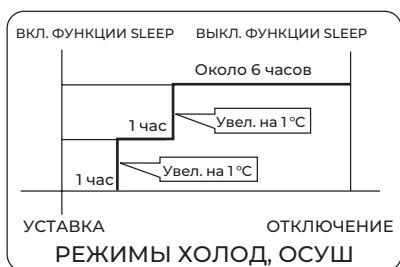 ВКЛ. ФУНКЦИИ SLEEP
ВЫКЛ. ФУНКЦИИ SLEEP
Около 6 часов
1 час
Увел. на 1°C
Увел. на 1°C
1 час
УСТАВКА
ОТКЛЮЧЕНИЕ
РЕЖИМЫ ХОЛОД, ОСУШ